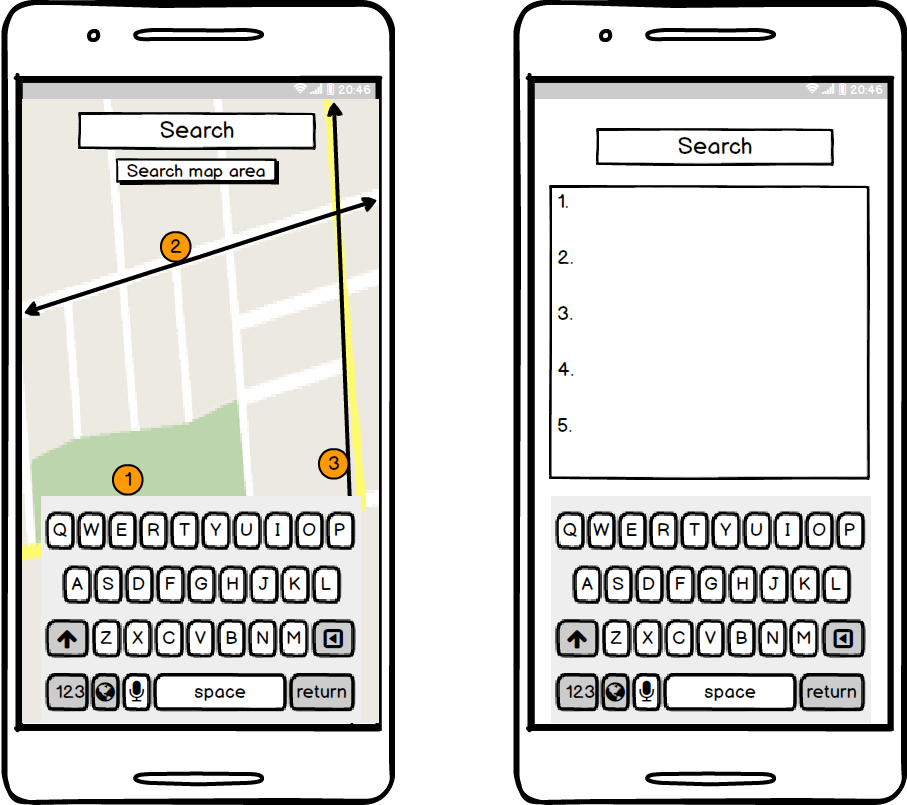 20:46
Search
Search map area
2
3
1
Q W E R T Y U I O P
A S D F G H J K L
Z X C V B N M
123 space return
20:46
Search
1.
2.
3.
4.
5.
Q W E R T Y U I O P
A S D F G H J K L
Z X C V B N M
123 space return